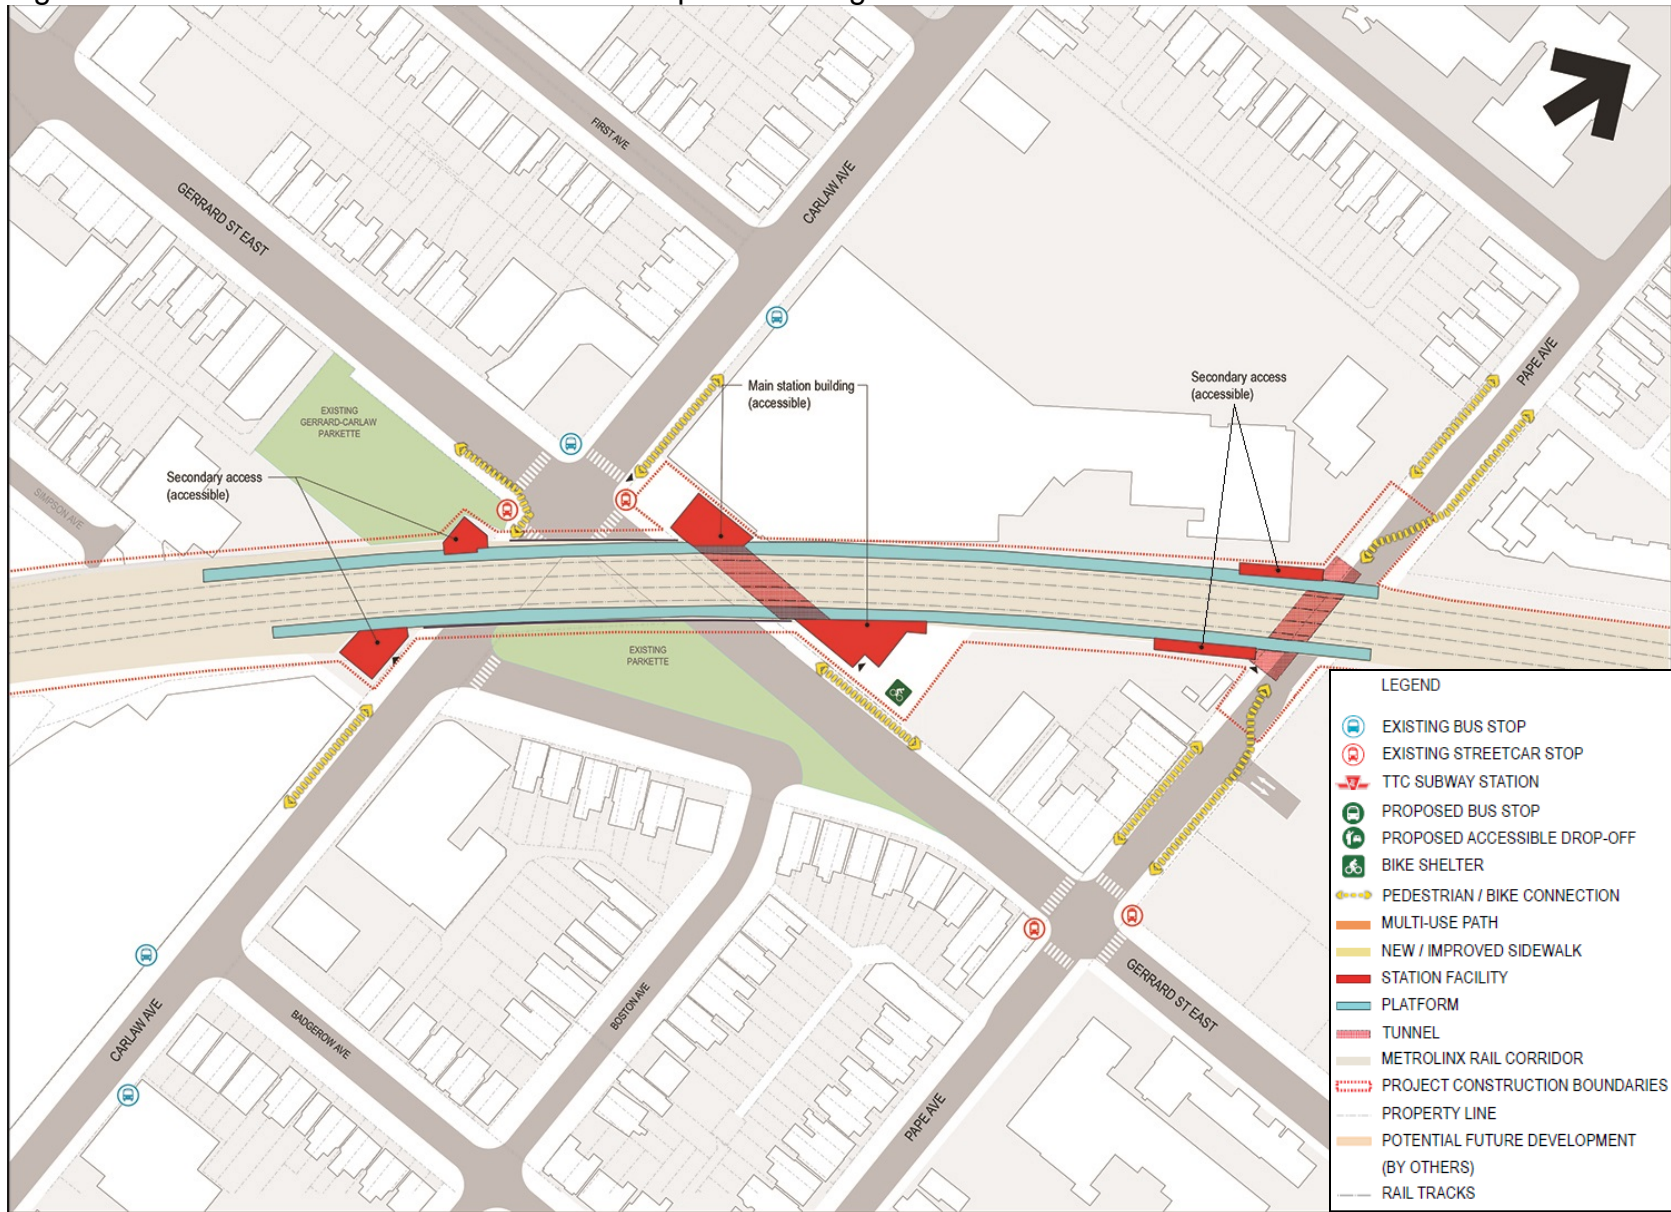 FIRST AVE
CARLAW AVE
GERRARD ST EAST
PAPE AVE
Main station building
(accessible)
Secondary access
(accessible)
EXISTING
GERRARD-CARLAW
PARKETTE
Secondary access
(accessible)
SIMPSON AVE
EXISTING
PARKETTE
CARLAW AVE
BADGEROW AVE
BOSTON AVE
PAPE AVE
GERRARD ST EAST
LEGEND
EXISTING BUS STOP
EXISTING STREETCAR STOP
TTC SUBWAY STATION
PROPOSED BUS STOP
PROPOSED ACCESSIBLE DROP-OFF
BIKE SHELTER
PEDESTRIAN / BIKE CONNECTION
MULTI-USE PATH
NEW / IMPROVED SIDEWALK
STATION FACILITY
PLATFORM
TUNNEL
METROLINX RAIL CORRIDOR
PROJECT CONSTRUCTION BOUNDARIES
PROPERTY LINE
POTENTIAL FUTURE DEVELOPMENT
(BY OTHERS)
RAIL TRACKS